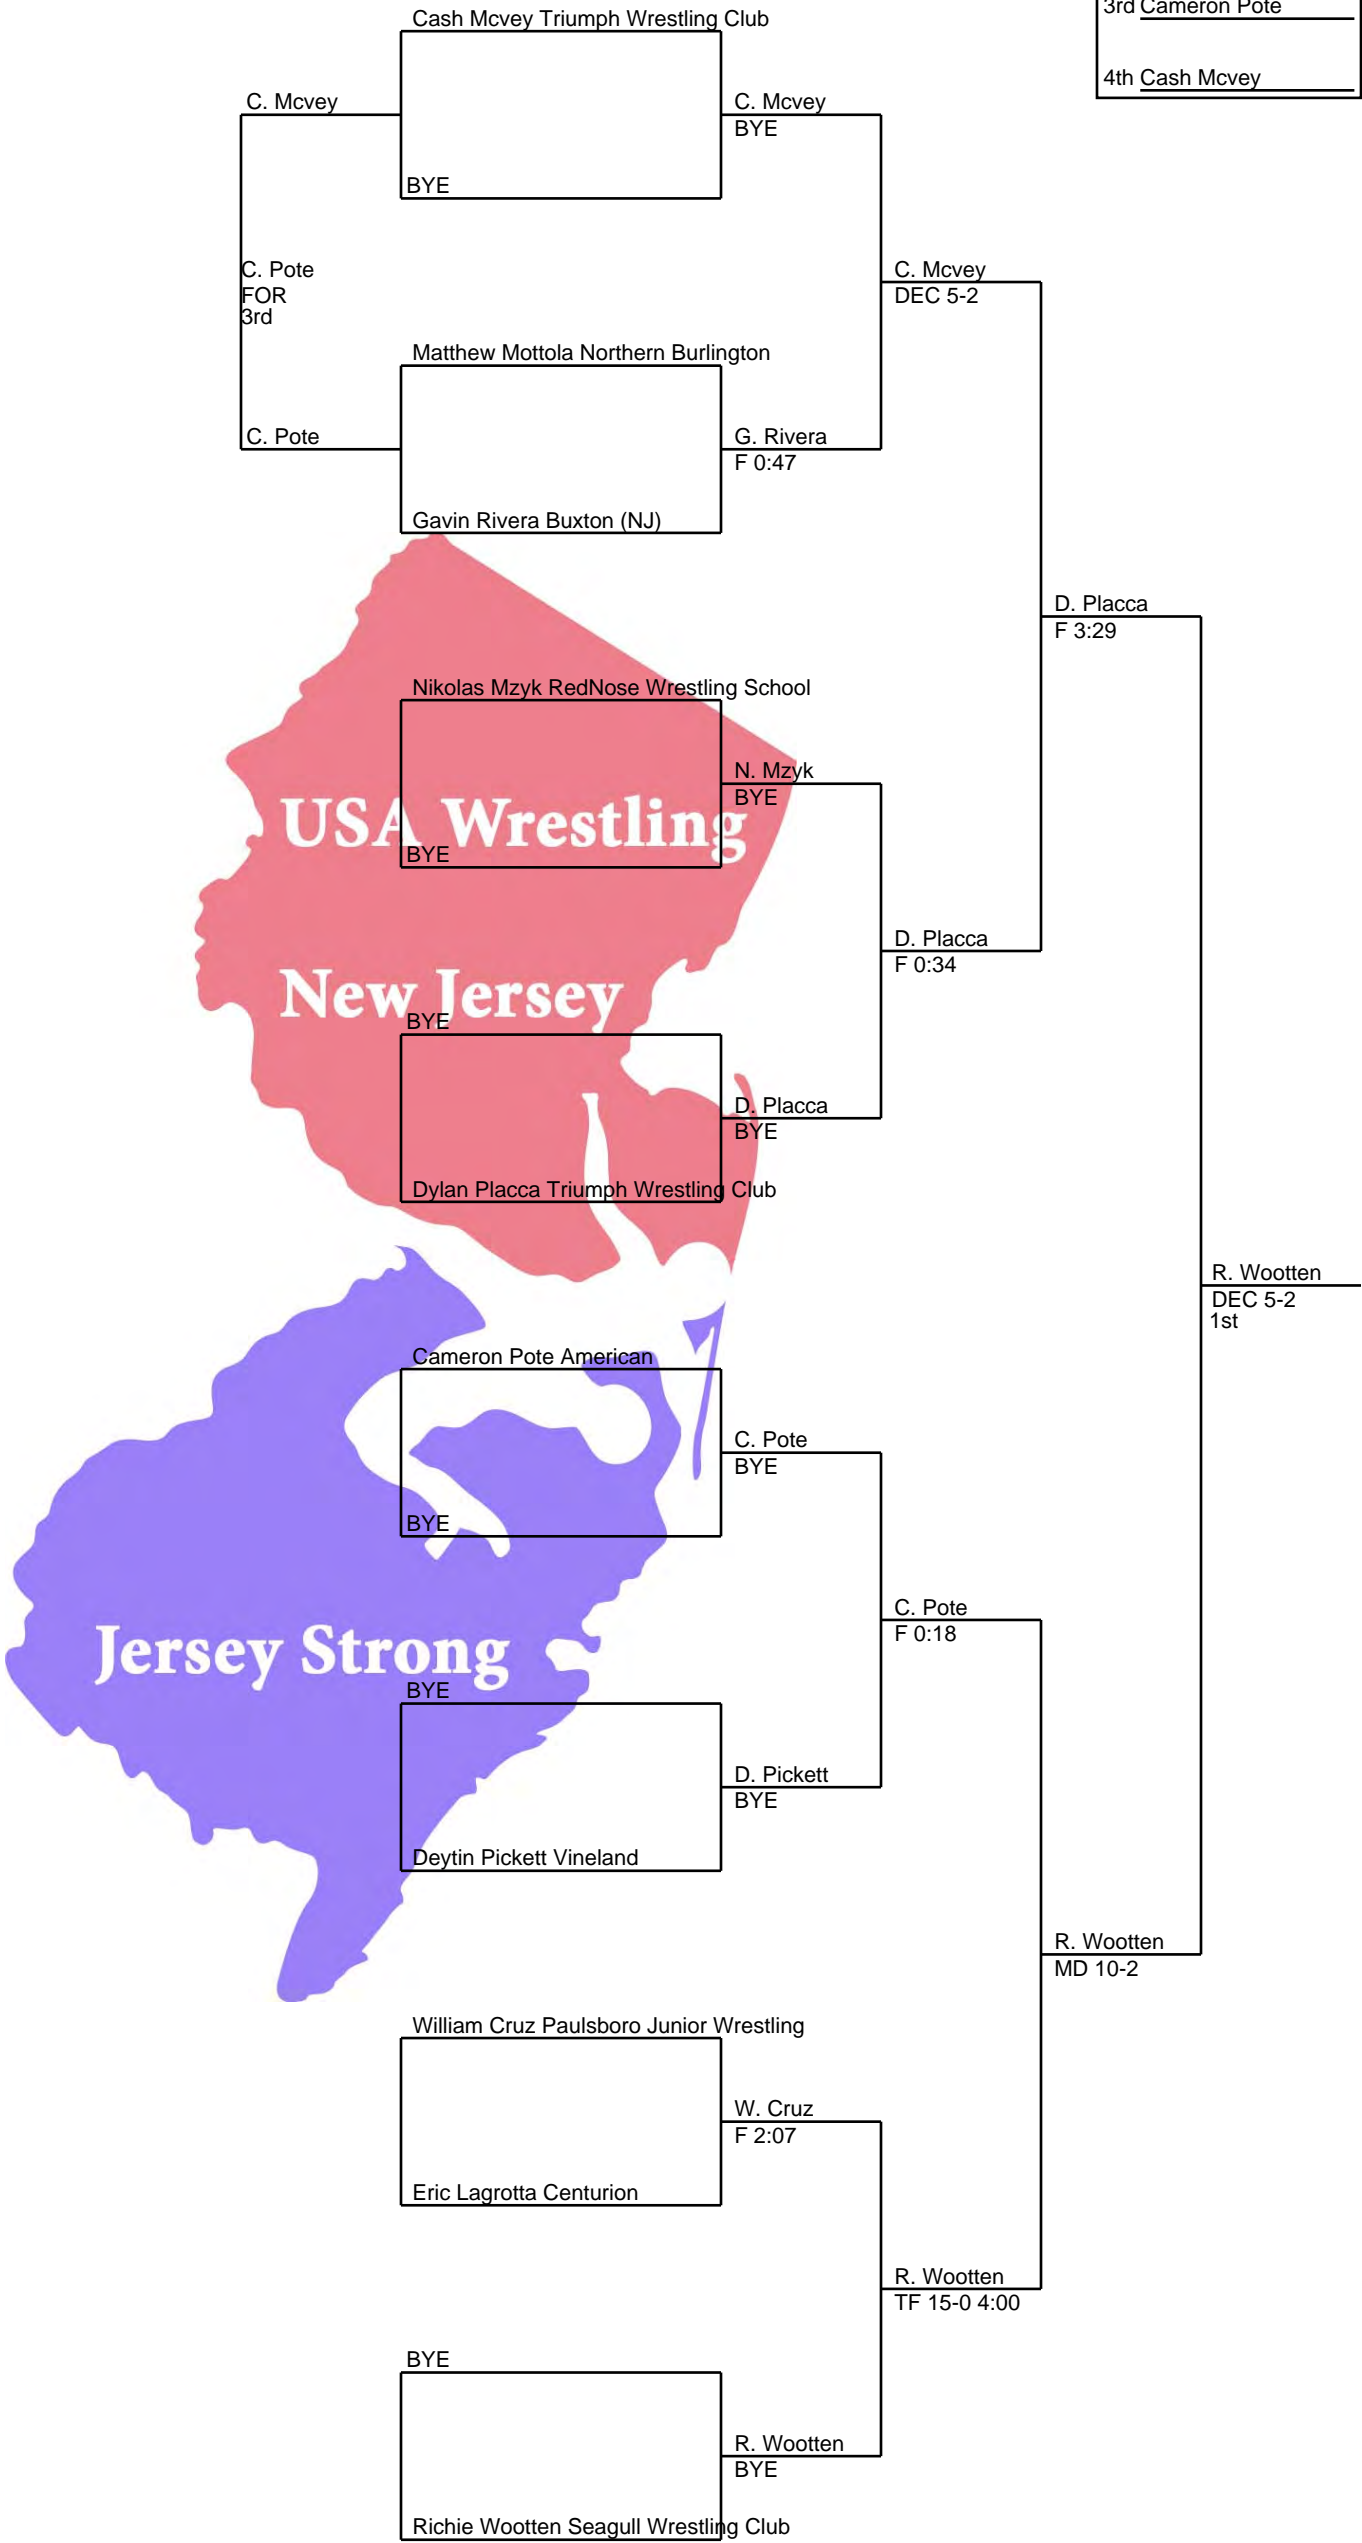 3rd Cameron Pote
Cash Mcvey Triumph Wrestling Club
4th Cash Mcvey
C. Mcvey
C. Mcvey
BYE
BYE
C. Pote
FOR
3rd
C. Mcvey
DEC 5-2
Matthew Mottola Northern Burlington
C. Pote
G. Rivera
F 0:47
Gavin Rivera Buxton (NJ)
D. Placca
F 3:29
Nikolas Mzyk RedNose Wrestling School
N. Mzyk
BYE
USA Wrestling
BYE
D. Placca
F 0:34
New Jersey
BYE
D. Placca
BYE
Dylan Placca Triumph Wrestling Club
R. Wootten
DEC 5-2
1st
Cameron Pote American
C. Pote
BYE
BYE
C. Pote
F 0:18
Jersey Strong
BYE
D. Pickett
BYE
Deytin Pickett Vineland
R. Wootten
MD 10-2
William Cruz Paulsboro Junior Wrestling
W. Cruz
F 2:07
Eric Lagrotta Centurion
R. Wootten
TF 15-0 4:00
BYE
R. Wootten
BYE
Richie Wootten Seagull Wrestling Club